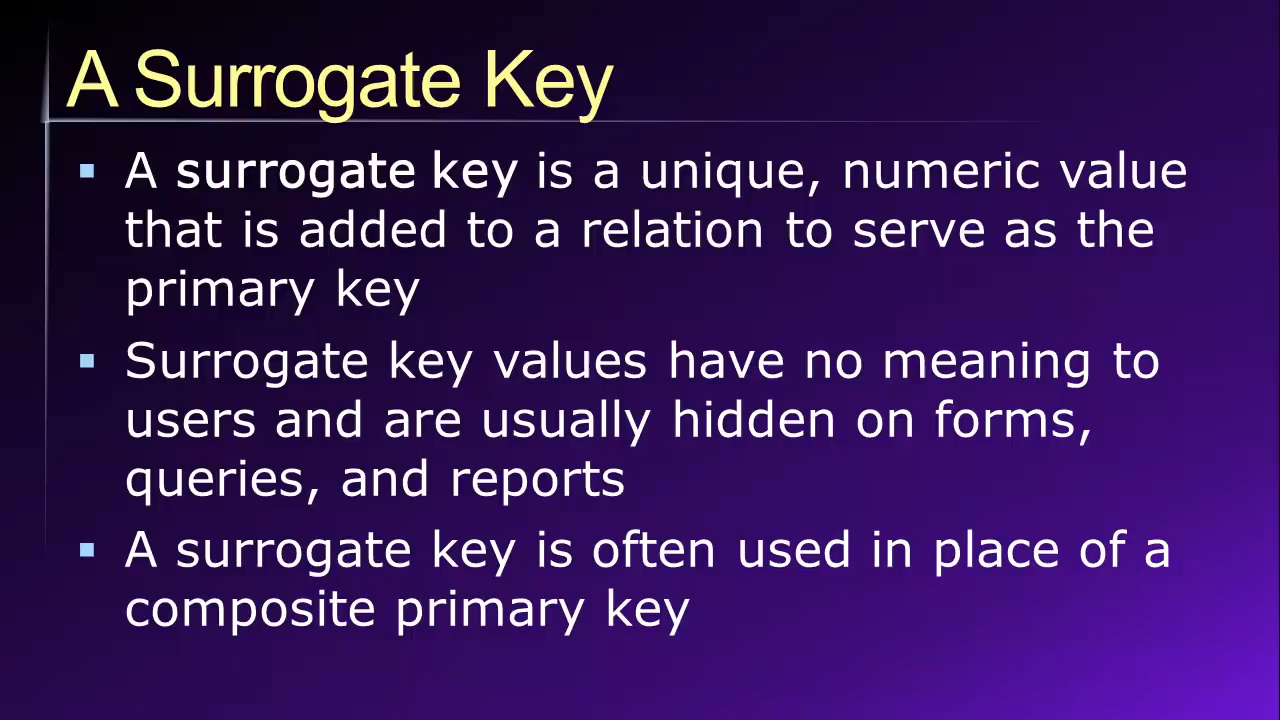 A Surrogate Key
▪ A surrogate key is a unique, numeric value
that is added to a relation to serve as the
primary key
▪ Surrogate key values have no meaning to
users and are usually hidden on forms,
queries, and reports
▪ A surrogate key is often used in place of a
composite primary key